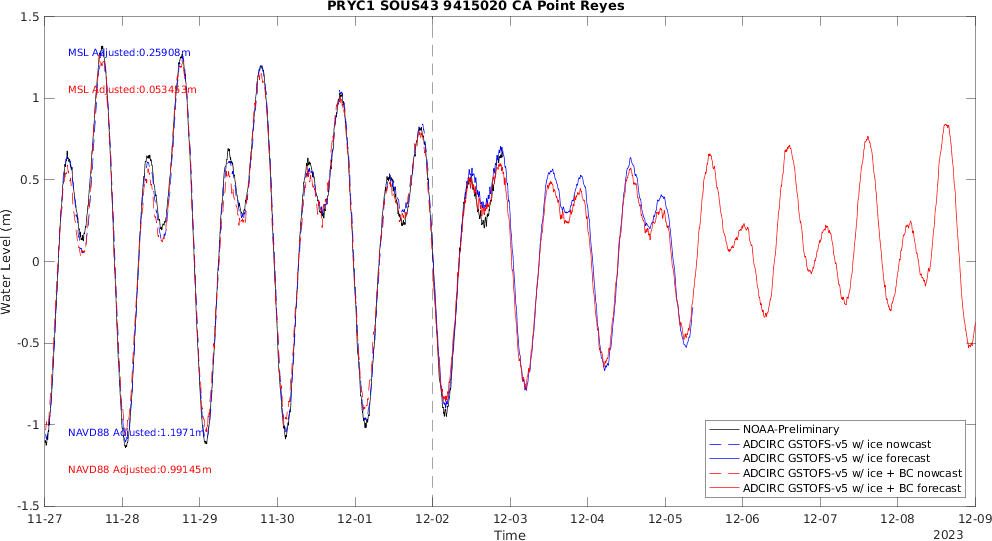 PRYC1 SOUS43 9415020 CA Point Reyes
1.5
1
0.5
0
-0.5
-1
-1.5
Water Level (m)
MSL Adjusted:0.25908m
MSL Adjusted:0.053453m
NAVD88 Adjusted:1.1971m
NAVD88 Adjusted:0.99145m
NOAA-Preliminary
ADCIRC GSTOFS-v5 w/ ice nowcast
ADCIRC GSTOFS-v5 w/ ice forecast
ADCIRC GSTOFS-v5 w/ ice + BC nowcast
ADCIRC GSTOFS-v5 w/ ice + BC forecast
11-27 11-28 11-29 11-30 12-01 12-02 12-03 12-04 12-05 12-06 12-07 12-08 12-09
Time
2023